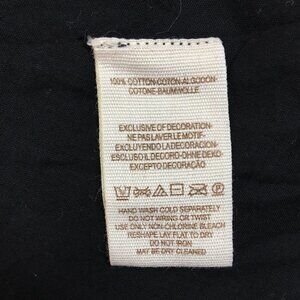 100% COTTON-COTON-ALGODÓN-
COTONE-BAUMWOLLE
EXCLUSIVE OF DECORATION-
NE PAS LAVER LE MOTIF-
EXCLUYENDO LA DECORACION-
ESCLUSO IL DECORO-OHNE DEKO-
EXCEPTO DECORAÇÃO
HAND WASH COLD SEPARATELY
DO NOT WRING OR TWIST
USE ONLY NON-CHLORINE BLEACH
RESHAPE LAY FLAT TO DRY
DO NOT IRON
MAY BE DRY CLEANED